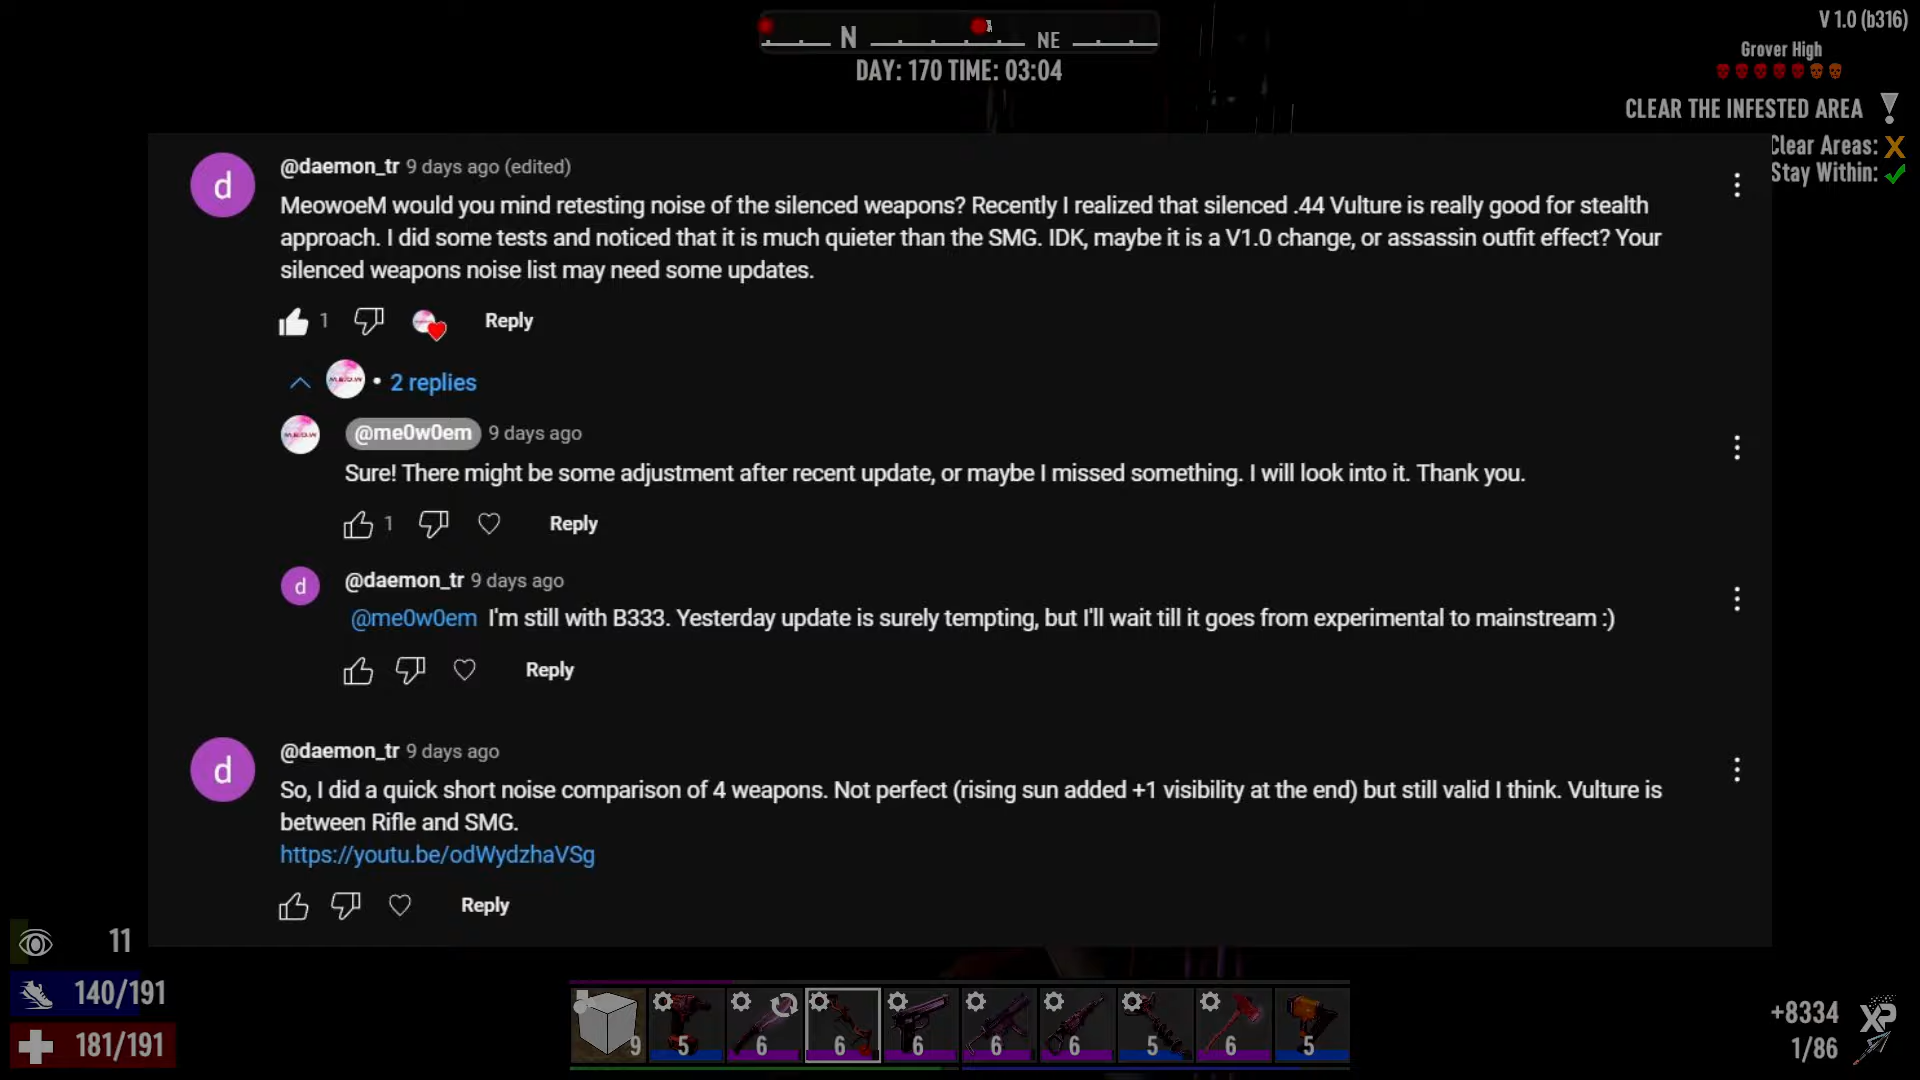 V 1.0 (b316)
N
NE
DAY: 170 TIME: 03:04
Grover High
CLEAR THE INFESTED AREA
Clear Areas:
Stay Within:
d
@daemon_tr 9 days ago (edited)
MeowoeM would you mind retesting noise of the silenced weapons? Recently I realized that silenced .44 Vulture is really good for stealth
approach. I did some tests and noticed that it is much quieter than the SMG. IDK, maybe it is a V1.0 change, or assassin outfit effect? Your
silenced weapons noise list may need some updates.
1 Reply
2 replies
@me0w0em 9 days ago
Sure! There might be some adjustment after recent update, or maybe I missed something. I will look into it. Thank you.
1 Reply
d
@daemon_tr 9 days ago
@me0w0em I'm still with B333. Yesterday update is surely tempting, but I'll wait till it goes from experimental to mainstream :)
Reply
d
@daemon_tr 9 days ago
So, I did a quick short noise comparison of 4 weapons. Not perfect (rising sun added +1 visibility at the end) but still valid I think. Vulture is
between Rifle and SMG.
https://youtu.be/odWydzhaVSg
Reply
11
140/191
181/191
9 5 6 6 6 6 6 5 6 5
+8334
XP
1/86